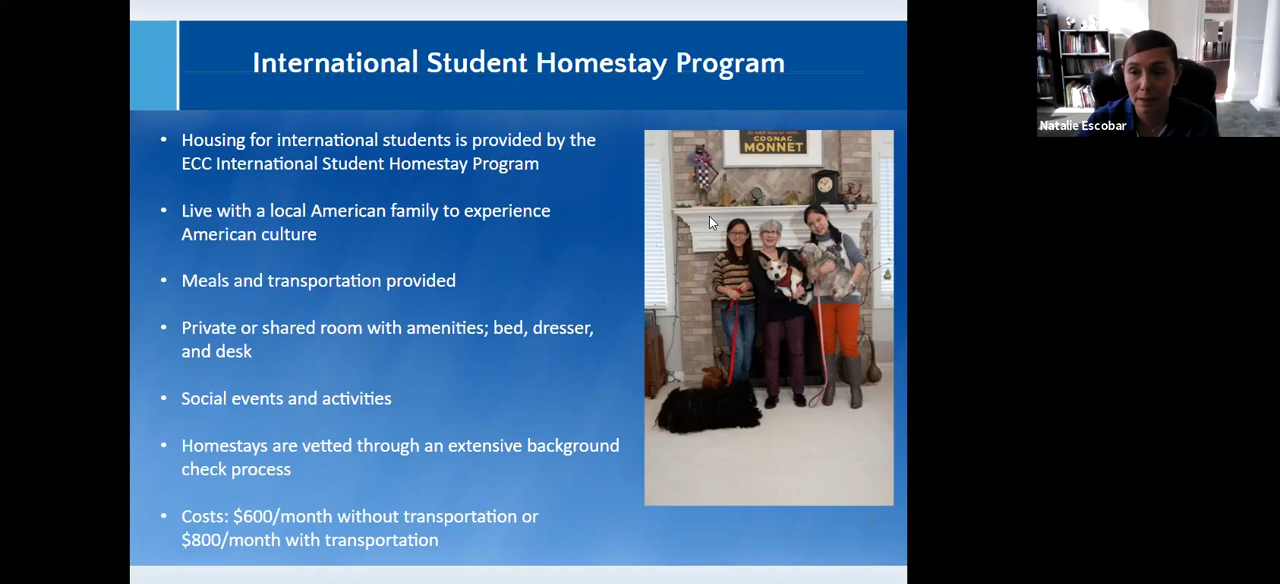 International Student Homestay Program
• Housing for international students is provided by the
ECC International Student Homestay Program
• Live with a local American family to experience
American culture
• Meals and transportation provided
• Private or shared room with amenities; bed, dresser,
and desk
• Social events and activities
• Homestays are vetted through an extensive background
check process
• Costs: $600/month without transportation or
$800/month with transportation
COGNAC
MONNET
Natalie Escobar